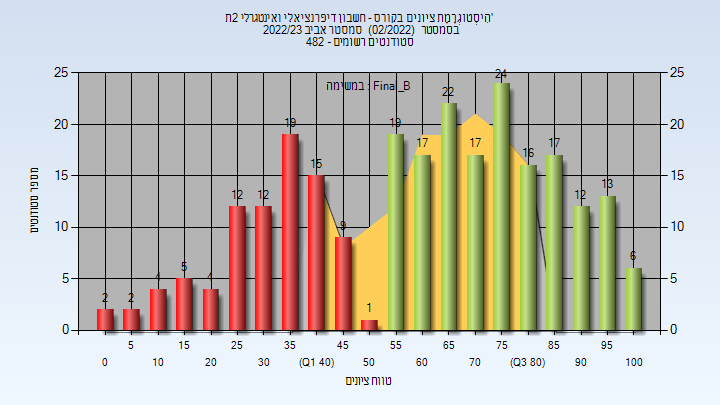 הִיסְטוֹגְרָמַת ציונים בקורס - חשבון דיפרנציאלי ואינטגרלי 2ת'
בסמסטר (02/2022) סמסטר אביב 2022/23
סטודנטים רשומים - 482
במשימה : Final_B
מספר סטודנטים
25 20 15 10 5 0
25 20 15 10 5 0
2 2 4 5 4 12 12 19 15 9 1 19 17 22 17 24 16 17 12 13 6
5 15 25 35 45 55 65 75 85 95
0 10 20 30 (Q1 40) 50 60 70 (Q3 80) 90 100
טווח ציונים